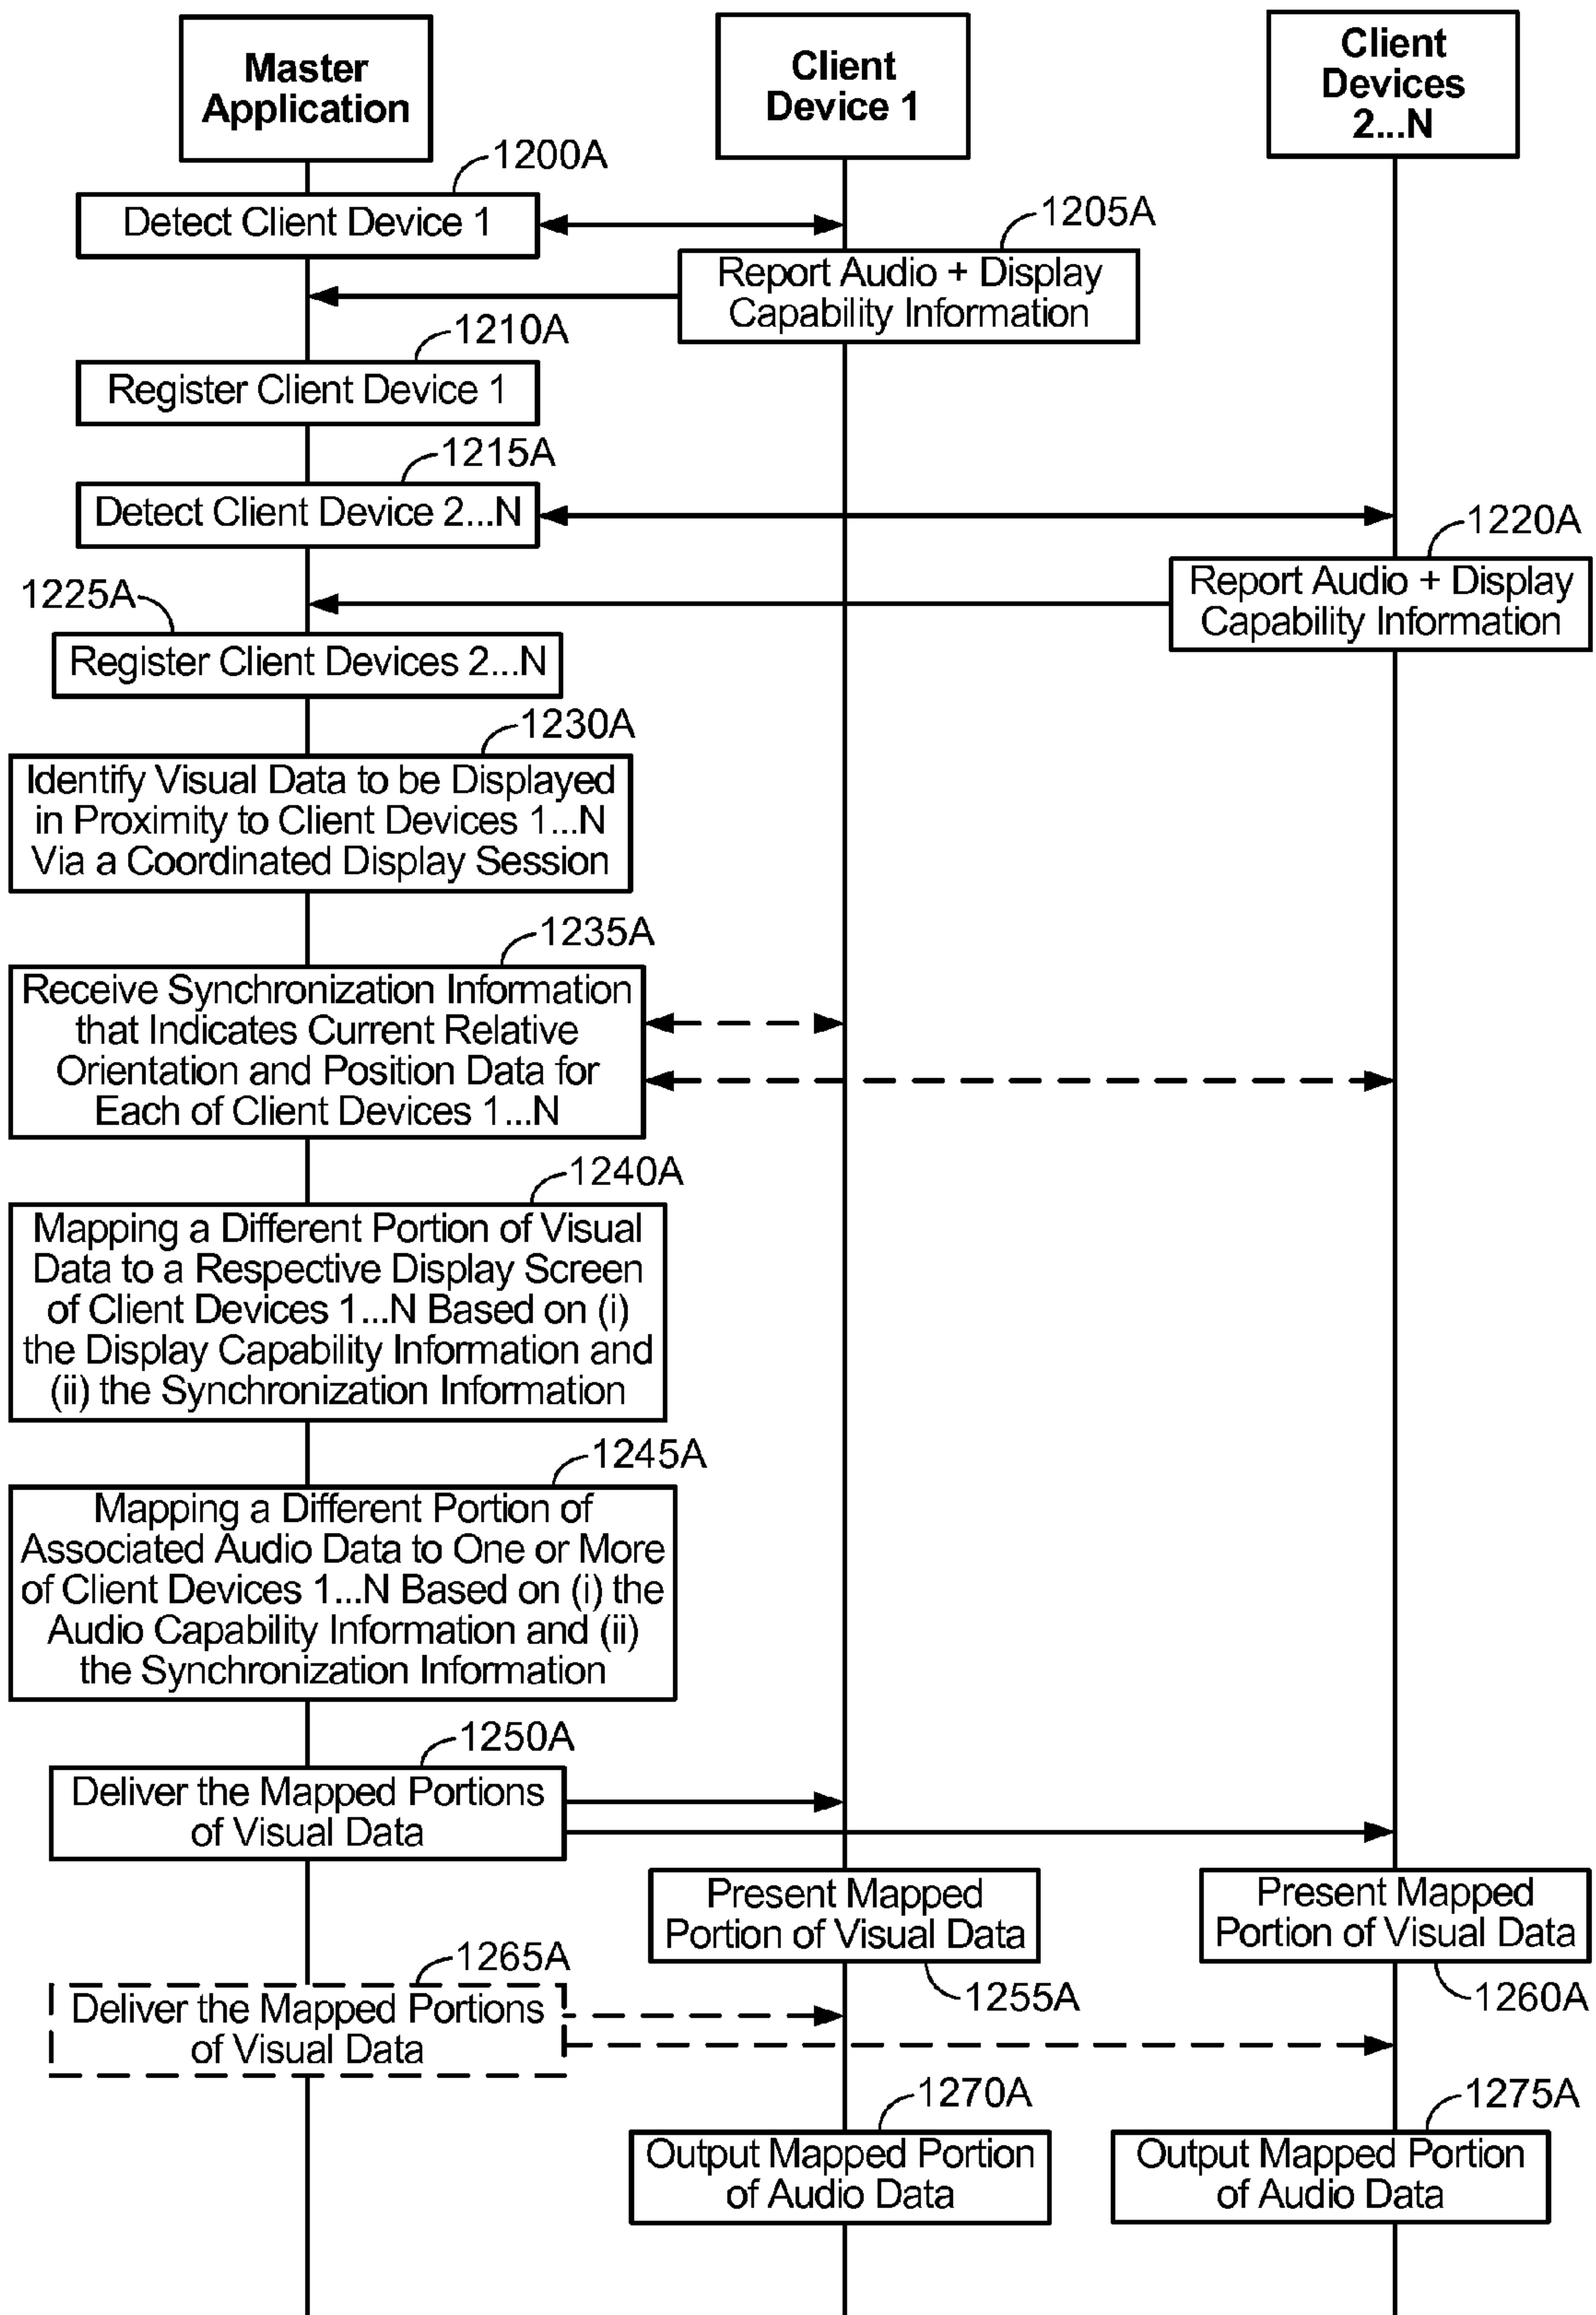 Master
Application
Client
Device 1
Client
Devices
2...N
1200A
Detect Client Device 1
1205A
Report Audio + Display
Capability Information
1210A
Register Client Device 1
1215A
Detect Client Device 2...N
1220A
Report Audio + Display
Capability Information
1225A
Register Client Devices 2...N
1230A
Identify Visual Data to be Displayed
in Proximity to Client Devices 1...N
Via a Coordinated Display Session
1235A
Receive Synchronization Information
that Indicates Current Relative
Orientation and Position Data for
Each of Client Devices 1...N
1240A
Mapping a Different Portion of Visual
Data to a Respective Display Screen
of Client Devices 1...N Based on (i)
the Display Capability Information and
(ii) the Synchronization Information
1245A
Mapping a Different Portion of
Associated Audio Data to One or More
of Client Devices 1...N Based on (i) the
Audio Capability Information and (ii)
the Synchronization Information
1250A
Deliver the Mapped Portions
of Visual Data
Present Mapped
Portion of Visual Data
1255A
Present Mapped
Portion of Visual Data
1260A
1265A
Deliver the Mapped Portions
of Visual Data
1270A
Output Mapped Portion
of Audio Data
1275A
Output Mapped Portion
of Audio Data